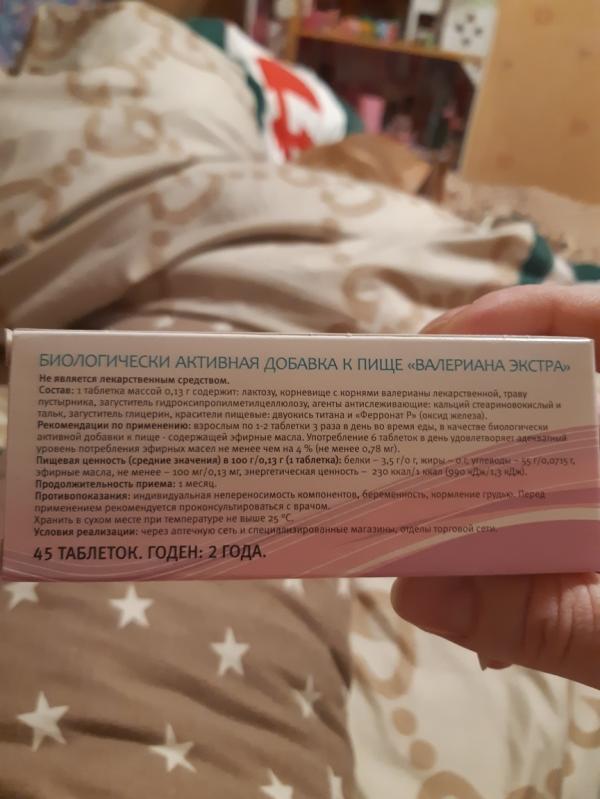 БИОЛОГИЧЕСКИ АКТИВНАЯ ДОБАВКА К ПИЩЕ «ВАЛЕРИАНА ЭКСТРА»
Не является лекарственным средством.
Состав: 1 таблетка массой 0,13 г содержит: лактозу, корневище с корнями валерианы лекарственной, траву
пустырника, загуститель гидроксипропилметилцеллюлозу, агенты антислеживающие: кальций стеариновокислый и
тальк, загуститель глицерин, красители пищевые: двуокись титана и «Ферронат Р» (оксид железа).
Рекомендации по применению: взрослым по 1-2 таблетки 3 раза в день во время еды, в качестве биологически
активной добавки к пище - содержащей эфирные масла. Употребление 6 таблеток в день удовлетворяет адекватный
уровень потребления эфирных масел не менее чем на 4 % (не менее 0,78 мг).
Пищевая ценность (средние значения) в 100 г/0,13 г (1 таблетка): белки – 3,5 г/0 г, жиры – 0 г, углеводы – 55 г/0,0715 г,
эфирные масла, не менее – 100 мг/0,13 мг, энергетическая ценность – 230 ккал/1 ккал (990 кДж/1,3 кДж).
Продолжительность приема: 1 месяц.
Противопоказания: индивидуальная непереносимость компонентов, беременность, кормление грудью. Перед
применением рекомендуется проконсультироваться с врачом.
Хранить в сухом месте при температуре не выше 25 °С.
Условия реализации: через аптечную сеть и специализированные магазины, отделы торговой сети.
45 ТАБЛЕТОК. ГОДЕН: 2 ГОДА.